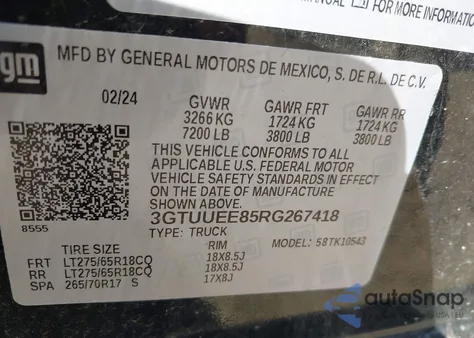 MANUAL FOR MORE INFORMATION
gm
MFD BY GENERAL MOTORS DE MEXICO, S. DE R.L. DE C.V.
02/24 GVWR GAWR FRT GAWR RR
3266 KG 1724 KG 1724 KG
7200 LB 3800 LB 3800 LB
THIS VEHICLE CONFORMS TO ALL
APPLICABLE U.S. FEDERAL MOTOR
VEHICLE SAFETY STANDARDS IN EFFECT
ON THE DATE OF MANUFACTURE
SHOWN ABOVE.
3GTUUEE85RG267418
8555
TYPE: TRUCK MODEL: 58TK10543
TIRE SIZE RIM
FRT LT275/65R18CQ 18X8.5J
RR LT275/65R18CQ 18X8.5J
SPA 265/70R17 S 17X8J
autoSnap